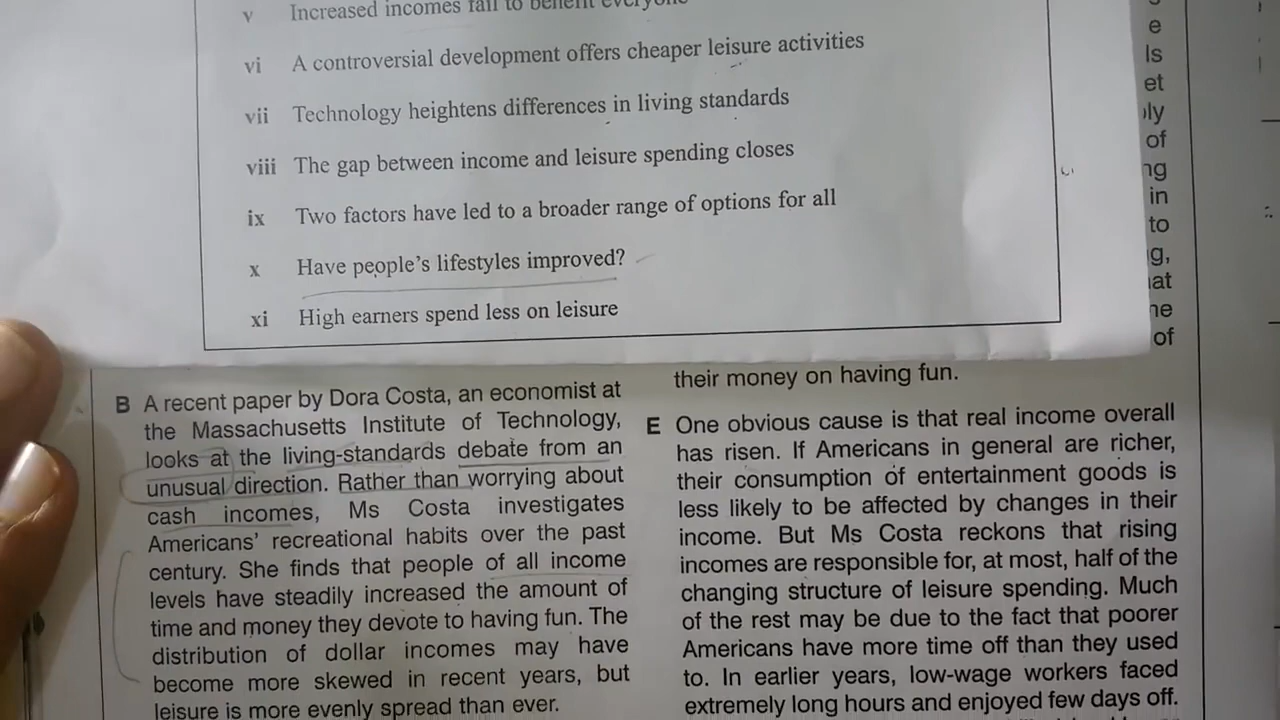 v Increased incomes fail to benefit everyone
vi A controversial development offers cheaper leisure activities
vii Technology heightens differences in living standards
viii The gap between income and leisure spending closes
ix Two factors have led to a broader range of options for all
x Have people's lifestyles improved?
xi High earners spend less on leisure
B A recent paper by Dora Costa, an economist at
the Massachusetts Institute of Technology,
looks at the living-standards debate from an
unusual direction. Rather than worrying about
cash incomes, Ms Costa investigates
Americans' recreational habits over the past
century. She finds that people of all income
levels have steadily increased the amount of
time and money they devote to having fun. The
distribution of dollar incomes may have
become more skewed in recent years, but
leisure is more evenly spread than ever.
their money on having fun.
E One obvious cause is that real income overall
has risen. If Americans in general are richer,
their consumption of entertainment goods is
less likely to be affected by changes in their
income. But Ms Costa reckons that rising
incomes are responsible for, at most, half of the
changing structure of leisure spending. Much
of the rest may be due to the fact that poorer
Americans have more time off than they used
to. In earlier years, low-wage workers faced
extremely long hours and enjoyed few days off.
e
ls
et
ly
of
ng
in
to
g,
at
ne
of